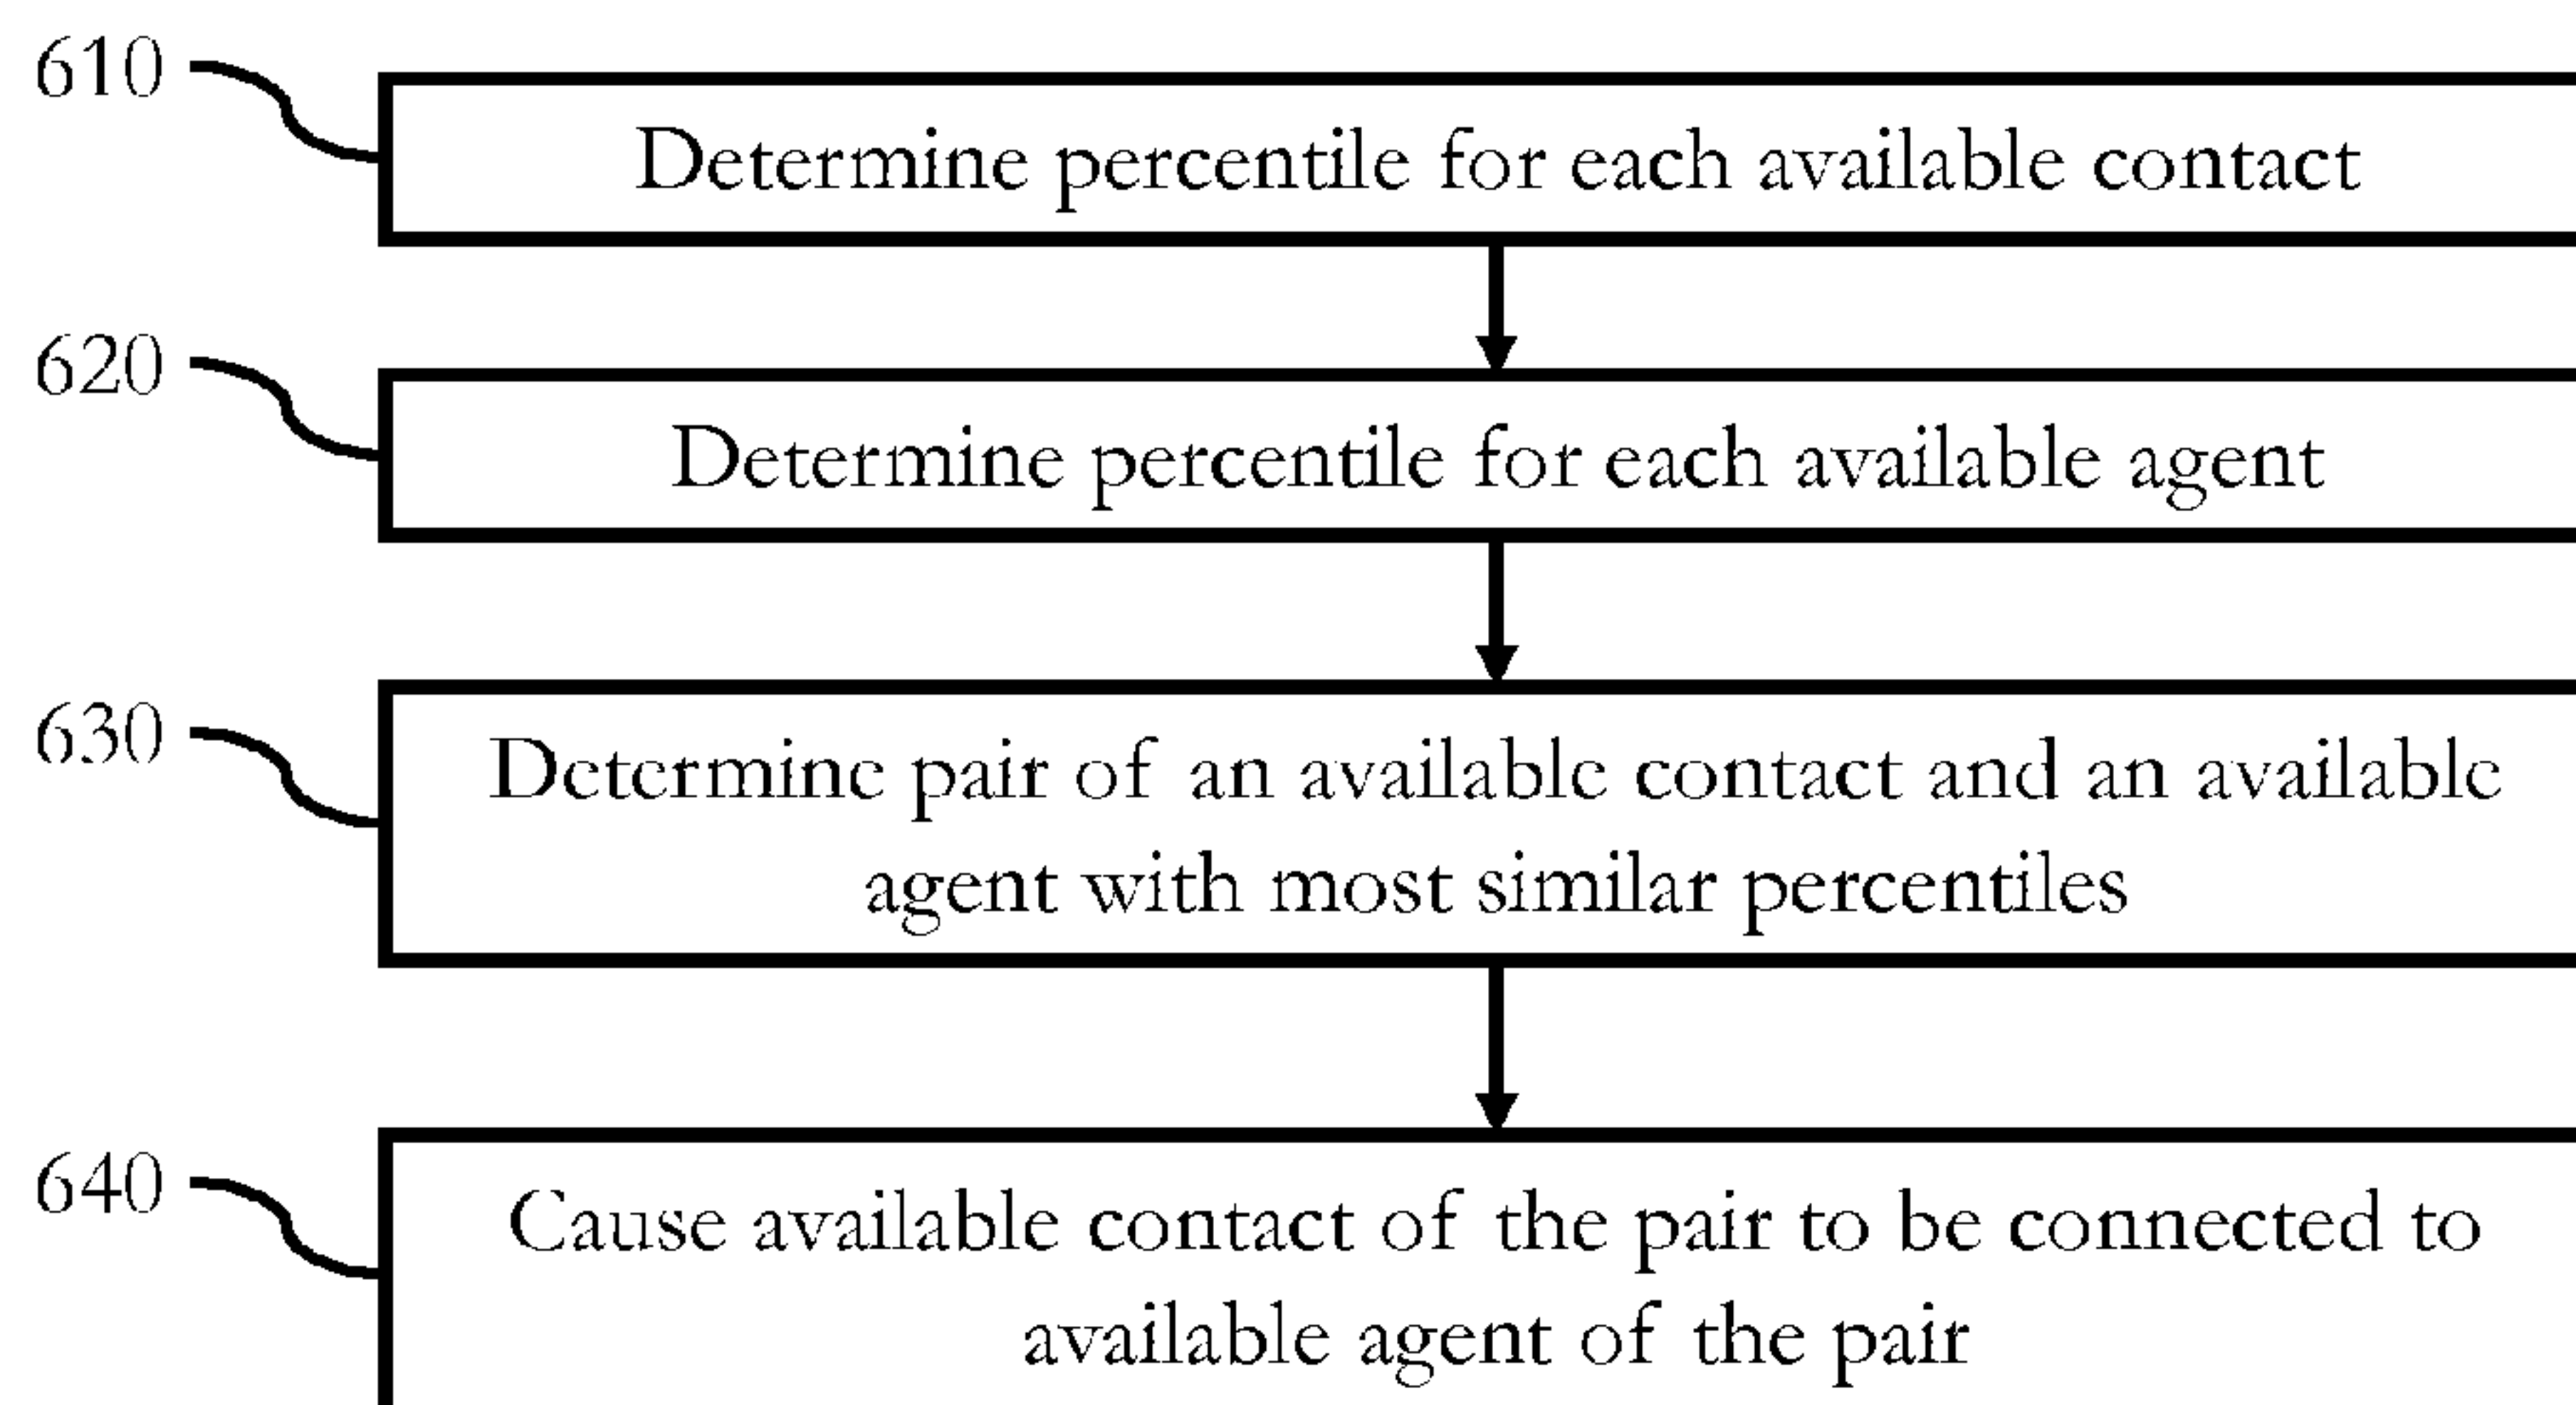 610
Determine percentile for each available contact
620
Determine percentile for each available agent
630
Determine pair of an available contact and an available
agent with most similar percentiles
640
Cause available contact of the pair to be connected to
available agent of the pair